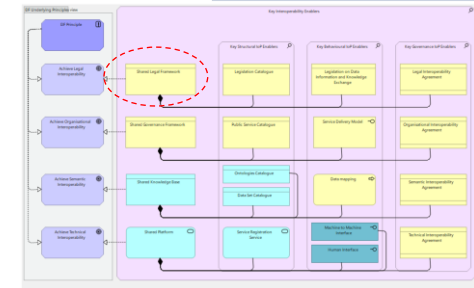 EIF Underlying Principles view
Key Interoperability Enablers
EIF Principle
Key Structural IoP Enablers
Key Behavioural IoP Enablers
Key Governance IoP Enablers
Achieve Legal
Interoperability
Shared Legal Framework
Legislation Catalogue
Legislation on Data
Information and Knowledge
Exchange
Legal Interoperability
Agreement
Achieve Organisational
Interoperability
Shared Governance Framework
Public Service Catalogue
Service Delivery Model
Organisational Interoperability
Agreement
Achieve Semantic
Interoperability
Shared Knowledge Base
Ontologies Catalogue
Data Set Catalogue
Data mapping
Semantic Interoperability
Agreement
Achieve Technical
Interoperability
Shared Platform
Service Registration
Service
Machine to Machine
Interface
Human Interface
Technical Interoperability
Agreement